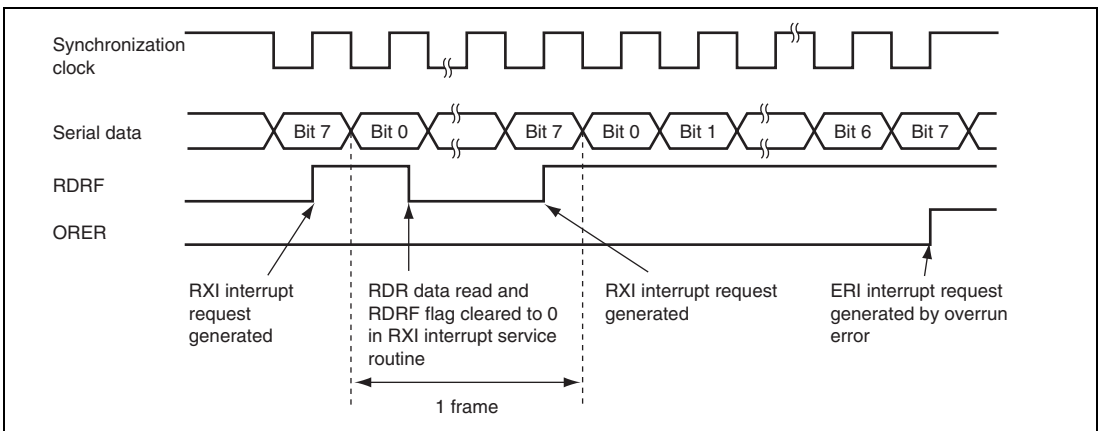 Synchronization
clock
Serial data
Bit 7
Bit 0
Bit 7
Bit 0
Bit 1
Bit 6
Bit 7
RDRF
ORER
RXI interrupt
request
generated
RDR data read and
RDRF flag cleared to 0
in RXI interrupt service
routine
RXI interrupt request
generated
ERI interrupt request
generated by overrun
error
1 frame